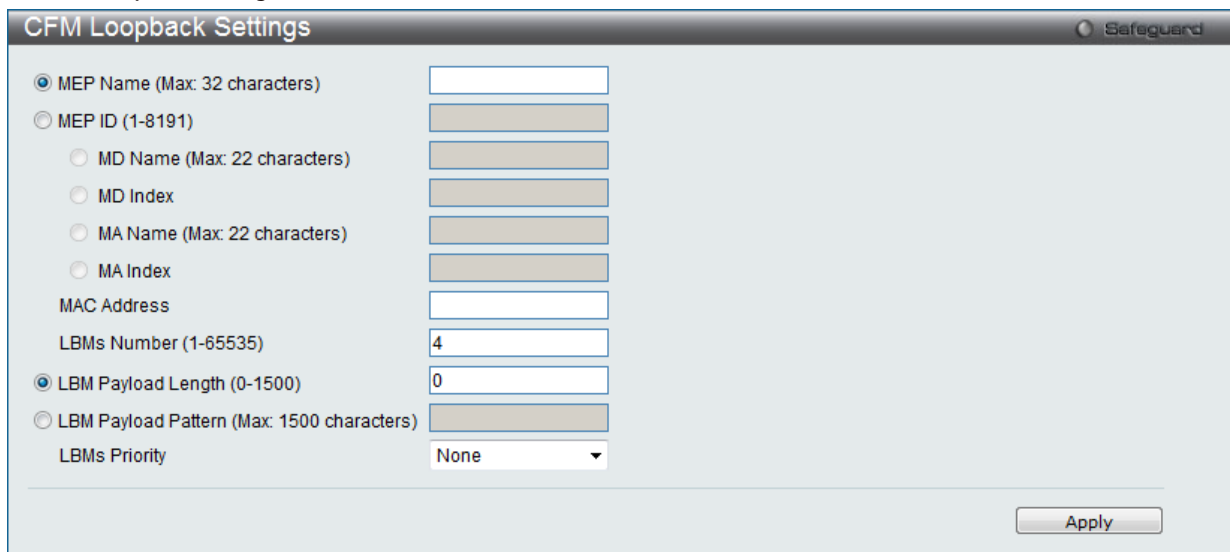 CFM Loopback Settings
Safeguard
MEP Name (Max: 32 characters)
MEP ID (1-8191)
MD Name (Max: 22 characters)
MD Index
MA Name (Max: 22 characters)
MA Index
MAC Address
LBMs Number (1-65535) 4
LBM Payload Length (0-1500) 0
LBM Payload Pattern (Max: 1500 characters)
LBMs Priority None
Apply